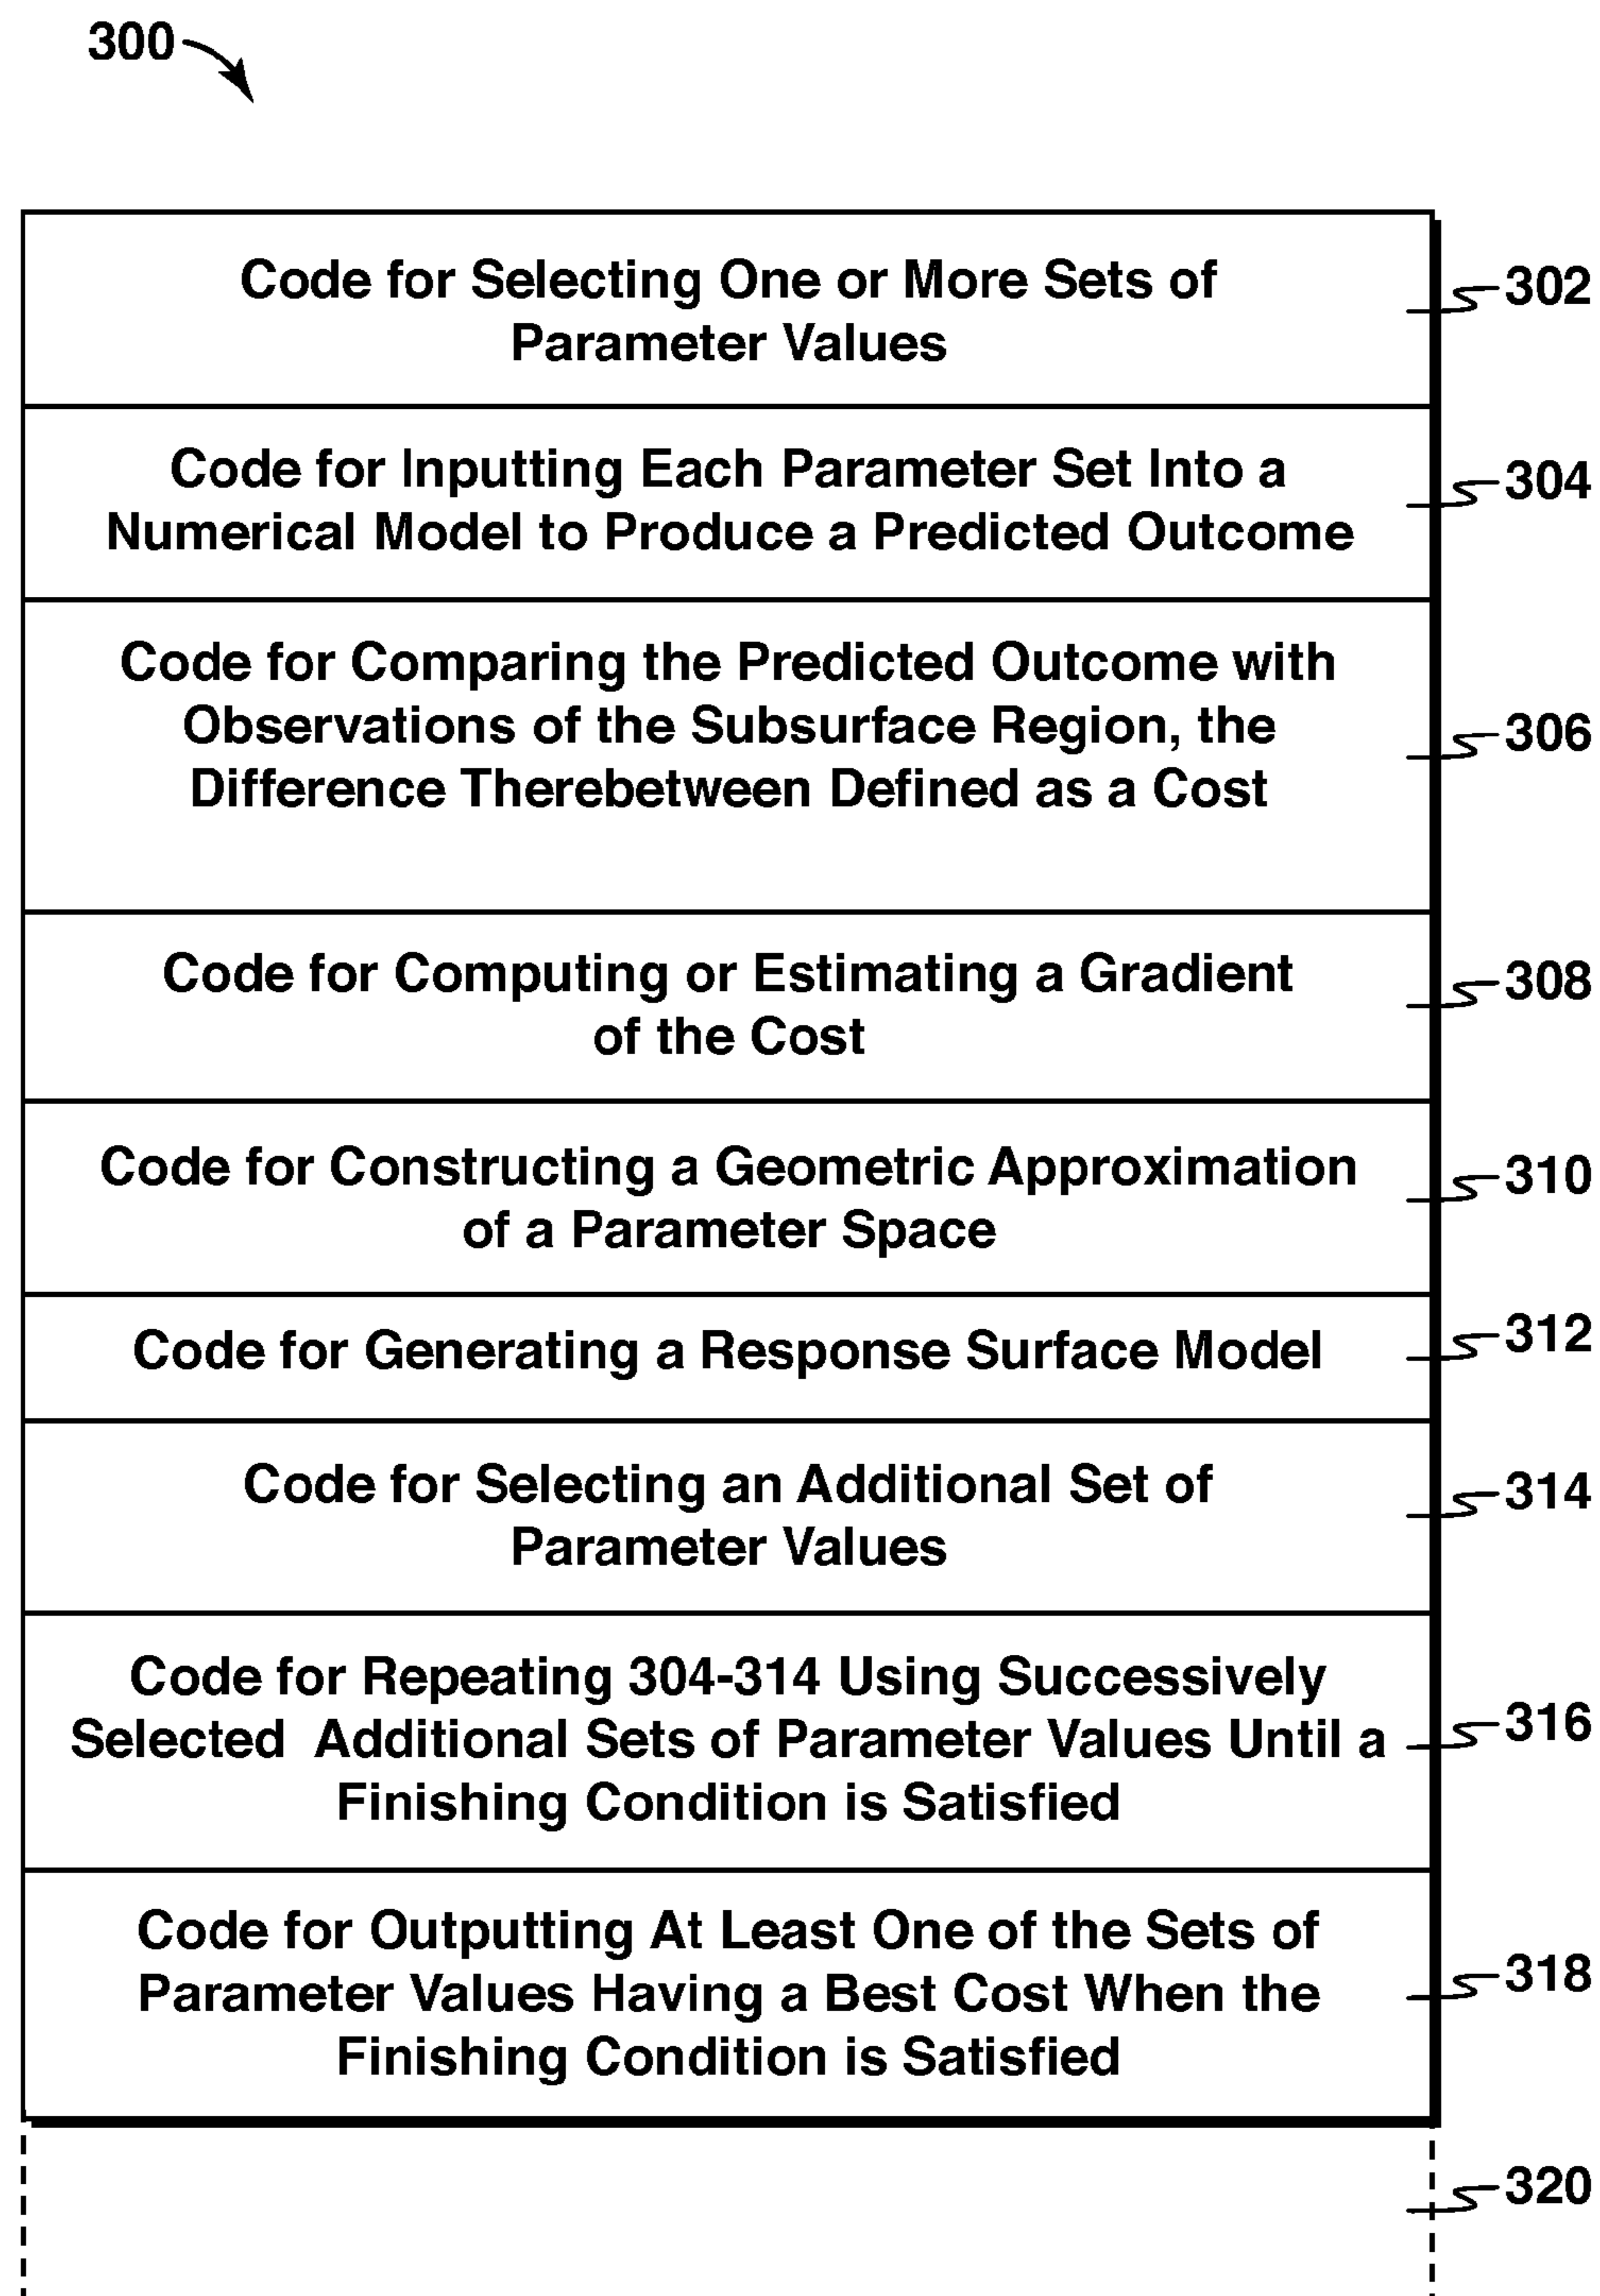 300
Code for Selecting One or More Sets of
Parameter Values
302
Code for Inputting Each Parameter Set Into a
Numerical Model to Produce a Predicted Outcome
304
Code for Comparing the Predicted Outcome with
Observations of the Subsurface Region, the
Difference Therebetween Defined as a Cost
306
Code for Computing or Estimating a Gradient
of the Cost
308
Code for Constructing a Geometric Approximation
of a Parameter Space
310
Code for Generating a Response Surface Model
312
Code for Selecting an Additional Set of
Parameter Values
314
Code for Repeating 304-314 Using Successively
Selected  Additional Sets of Parameter Values Until a
Finishing Condition is Satisfied
316
Code for Outputting At Least One of the Sets of
Parameter Values Having a Best Cost When the
Finishing Condition is Satisfied
318
320